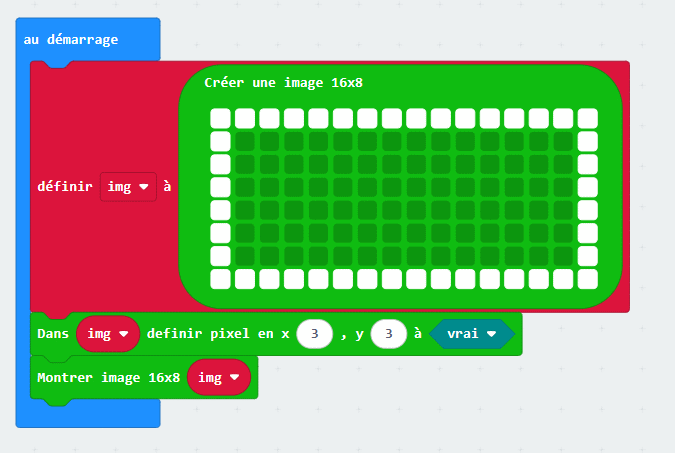 au démarrage
Créer une image 16x8
définir img à
Dans img definir pixel en x 3 , y 3 à vrai
Montrer image 16x8 img